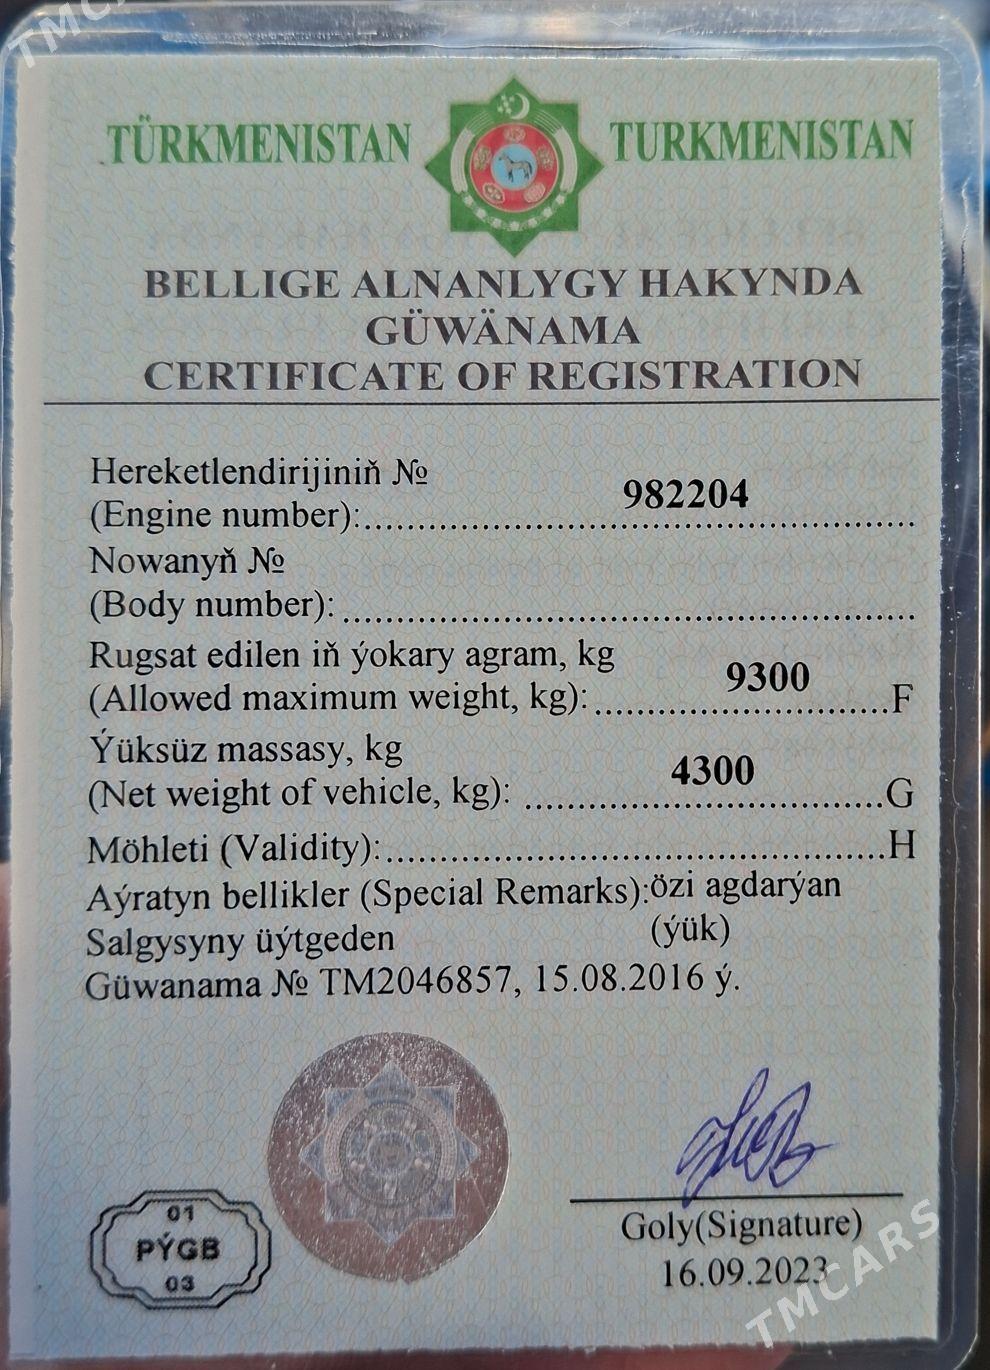 TMCARS
TÜRKMENISTAN TURKMENISTAN
BELLIGE ALNANLYGY HAKYNDA
GÜWÄNAMA
CERTIFICATE OF REGISTRATION
Hereketlendirijiniň №
(Engine number):.......... 982204
Nowanyň №
(Body number):..........
Rugsat edilen iň ýokary agram, kg
(Allowed maximum weight, kg):.......... 9300 F
Ýüksüz massasy, kg
(Net weight of vehicle, kg):.......... 4300 G
Möhleti (Validity):..........H
Aýratyn bellikler (Special Remarks):özi agdarýan
Salgysyny üýtgeden (ýük)
Güwanama № TM2046857, 15.08.2016 ý.
01
PÝGB
03
Goly(Signature)
16.09.2023
TMCARS